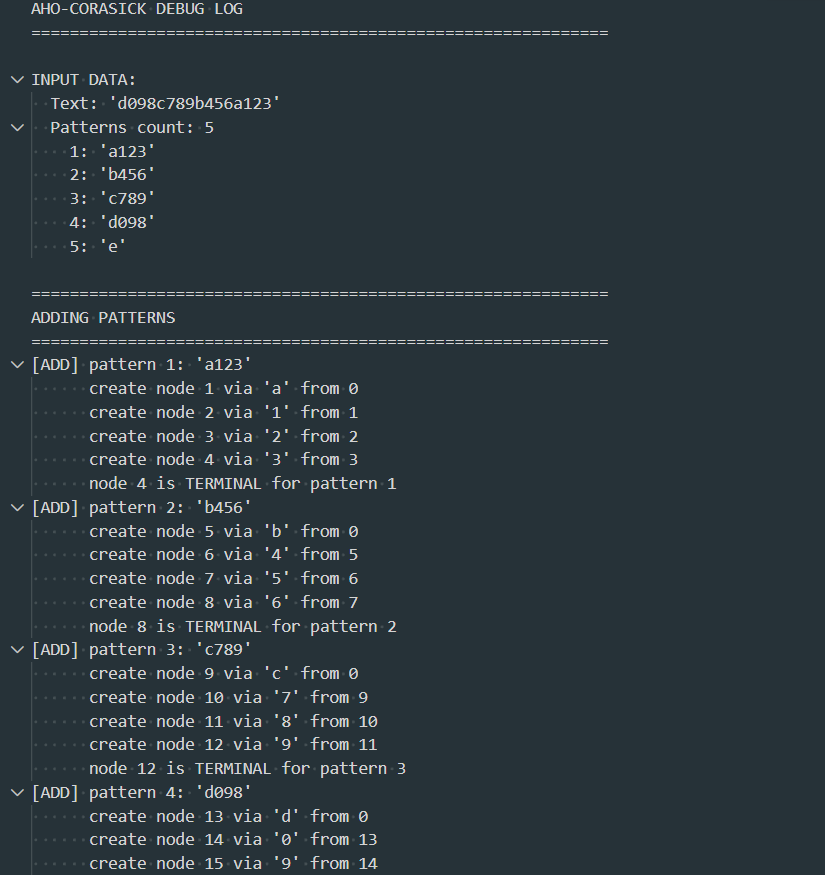 AHO-CORASICK DEBUG LOG
============================================================
INPUT DATA:
Text: 'd098c789b456a123'
Patterns count: 5
1: 'a123'
2: 'b456'
3: 'c789'
4: 'd098'
5: 'e'
============================================================
ADDING PATTERNS
============================================================
[ADD] pattern 1: 'a123'
create node 1 via 'a' from 0
create node 2 via '1' from 1
create node 3 via '2' from 2
create node 4 via '3' from 3
node 4 is TERMINAL for pattern 1
[ADD] pattern 2: 'b456'
create node 5 via 'b' from 0
create node 6 via '4' from 5
create node 7 via '5' from 6
create node 8 via '6' from 7
node 8 is TERMINAL for pattern 2
[ADD] pattern 3: 'c789'
create node 9 via 'c' from 0
create node 10 via '7' from 9
create node 11 via '8' from 10
create node 12 via '9' from 11
node 12 is TERMINAL for pattern 3
[ADD] pattern 4: 'd098'
create node 13 via 'd' from 0
create node 14 via '0' from 13
create node 15 via '9' from 14